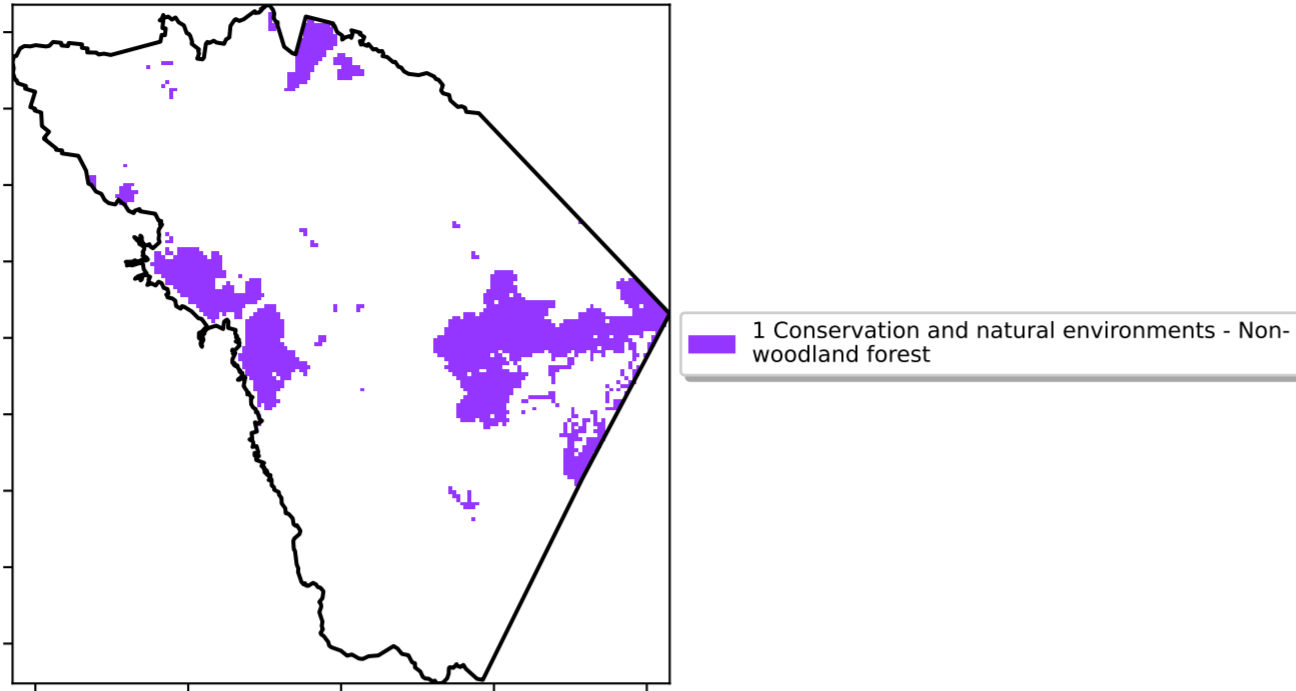 1 Conservation and natural environments - Non-
woodland forest